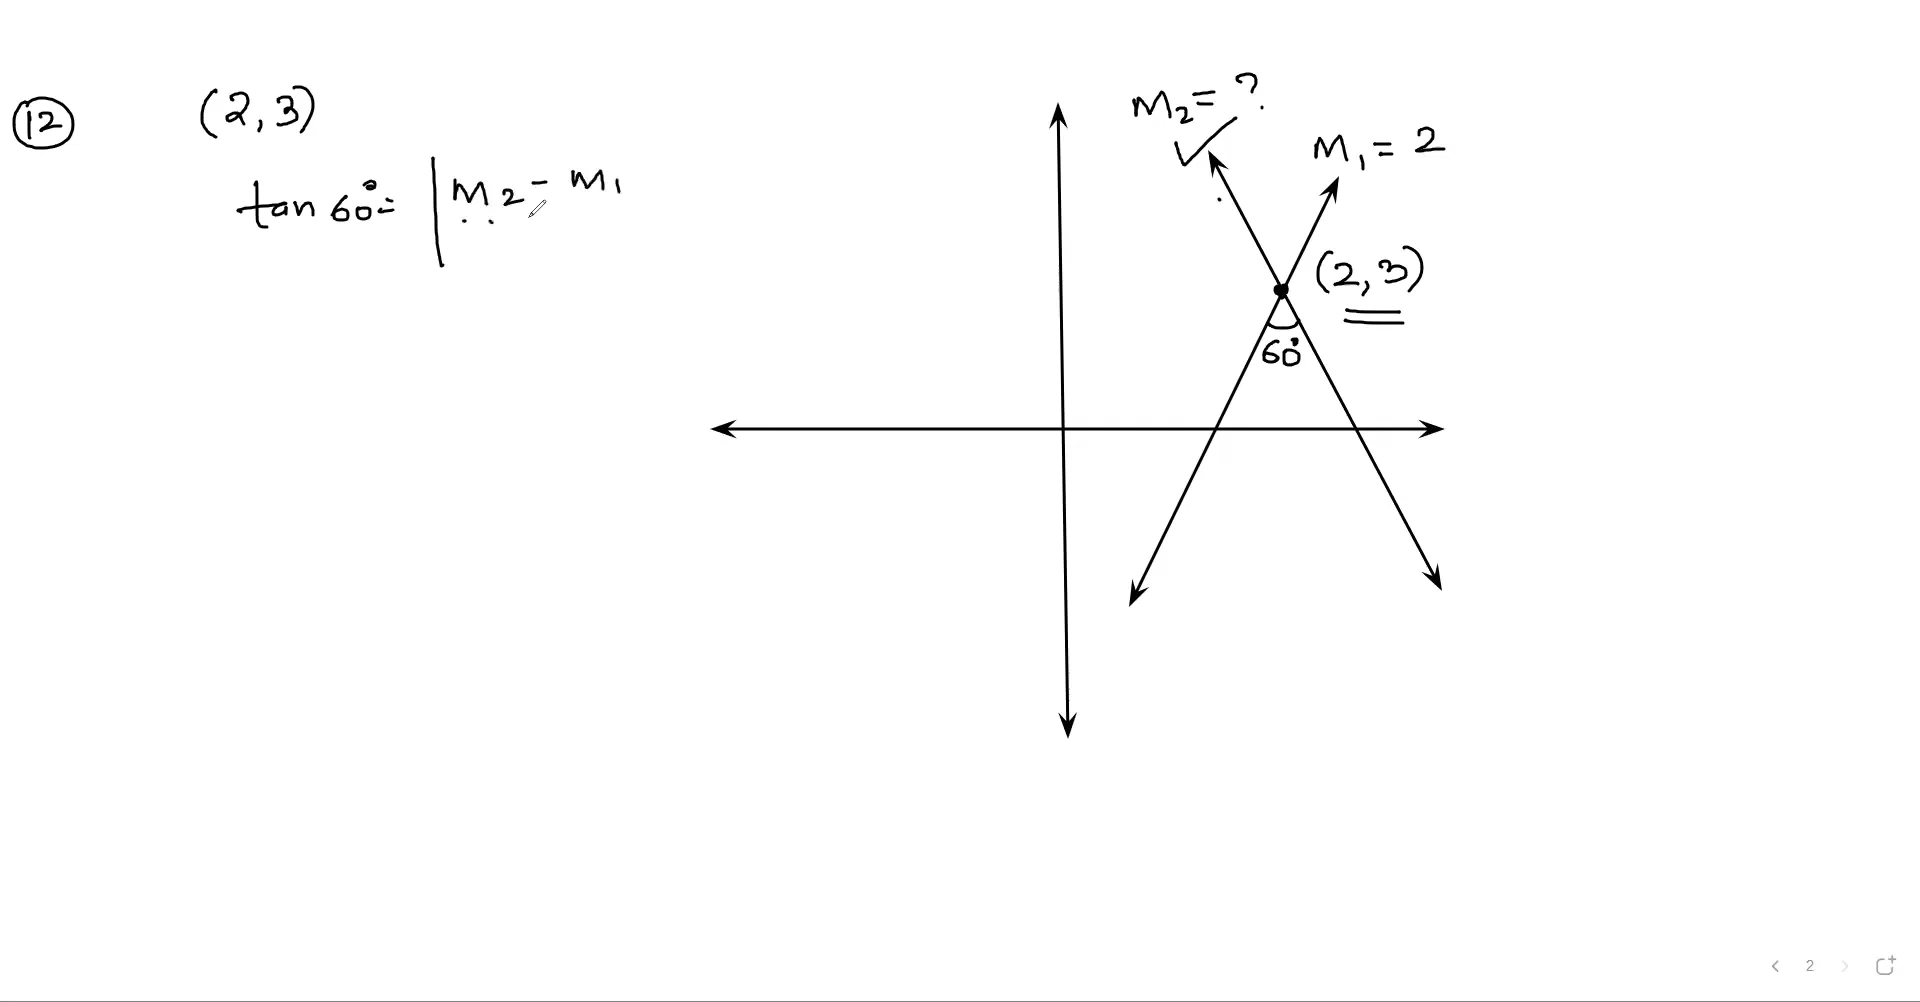 12
(2,3)
tan 60° = |m₂ - m₁
m₂ = ?
m₁ = 2
(2,3)
60°
2